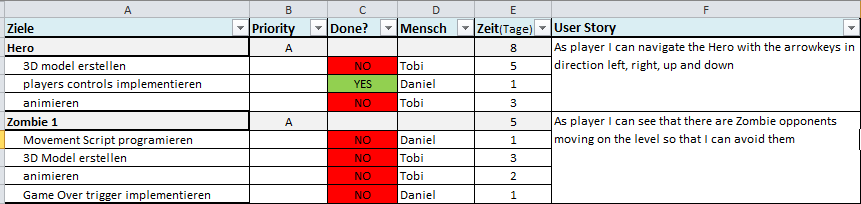 A B C D E F
Ziele Priority Done? Mensch Zeit(Tage) User Story
Hero A 8 As player I can navigate the Hero with the arrowkeys in
3D model erstellen NO Tobi 5 direction left, right, up and down
players controls implementieren YES Daniel 1
animieren NO Tobi 3
Zombie 1 A 5 As player I can see that there are Zombie opponents
Movement Script programieren NO Daniel 1 moving on the level so that I can avoid them
3D Model erstellen NO Tobi 3
animieren NO Tobi 2
Game Over trigger implementieren NO Daniel 1